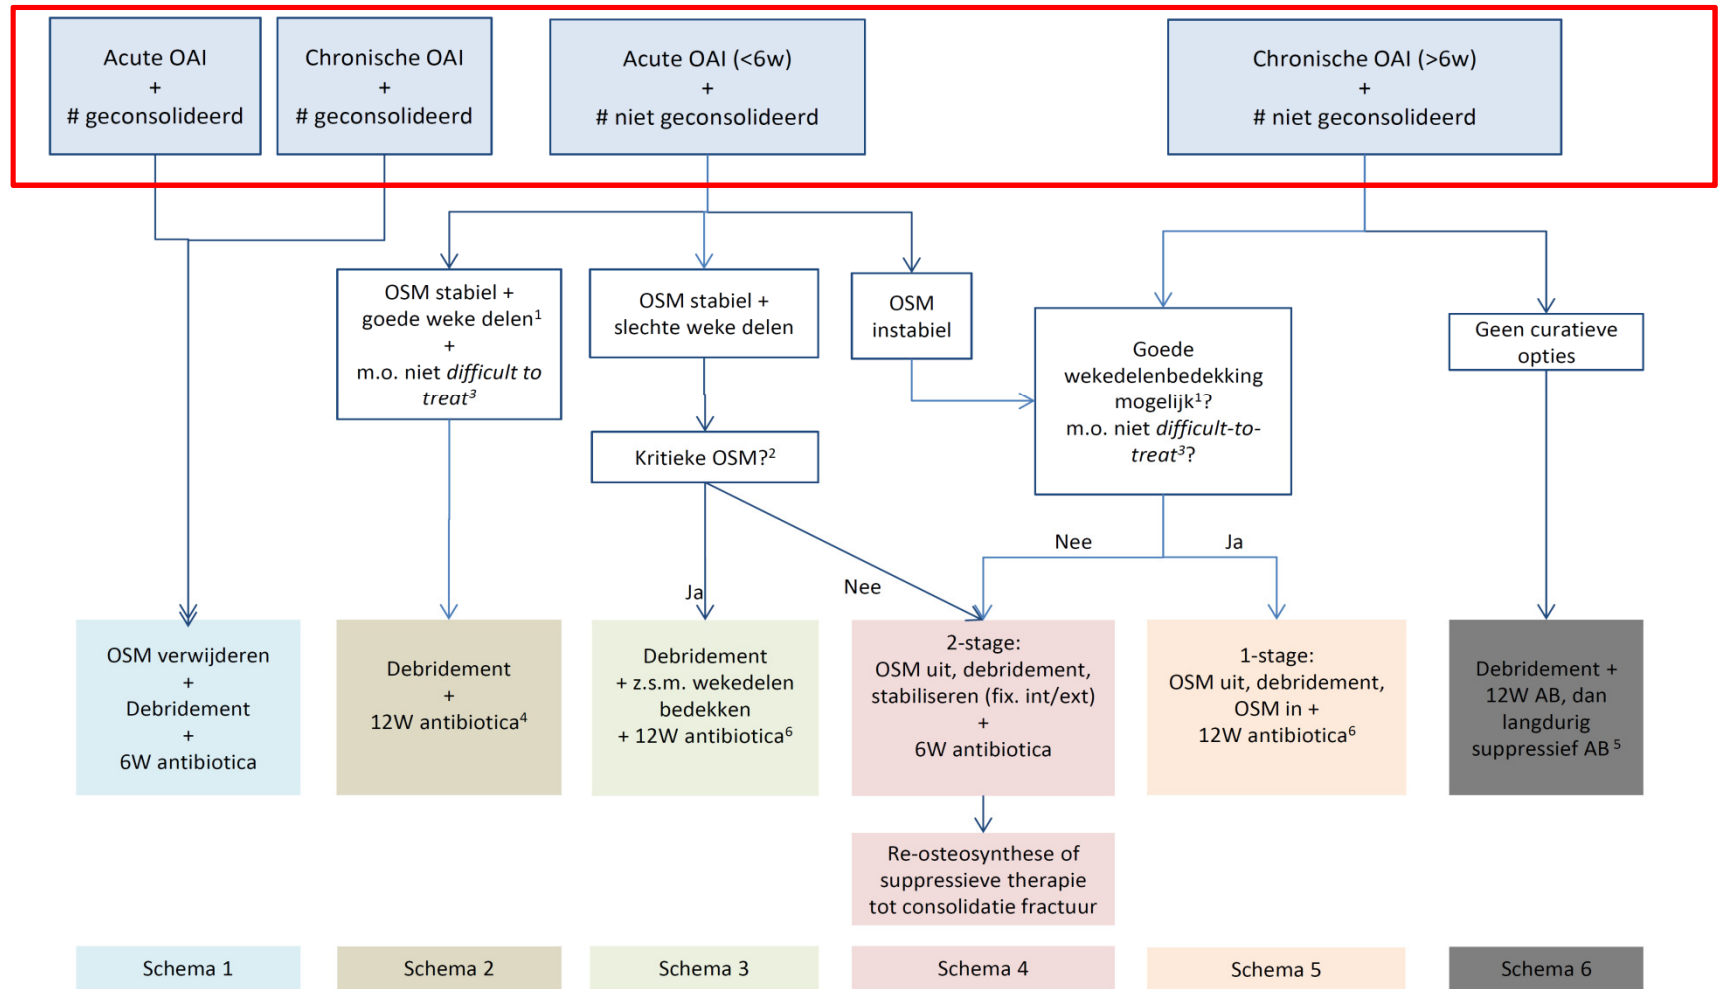 Acute OAI
+
# geconsolideerd
Chronische OAI
+
# geconsolideerd
Acute OAI (<6w)
+
# niet geconsolideerd
Chronische OAI (>6w)
+
# niet geconsolideerd
OSM stabiel +
goede weke delen¹
+
m.o. niet difficult to
treat³
OSM stabiel +
slechte weke delen
OSM
instabiel
Goede
wekedelenbedekking
mogelijk¹?
m.o. niet difficult-to-
treat³?
Geen curatieve
opties
Kritieke OSM?²
Ja
Nee
Nee
Ja
OSM verwijderen
+
Debridement
+
6W antibiotica
Debridement
+
12W antibiotica⁴
Debridement
+ z.s.m. wekedelen
bedekken
+ 12W antibiotica⁶
2-stage:
OSM uit, debridement,
stabiliseren (fix. int/ext)
+
6W antibiotica
1-stage:
OSM uit, debridement,
OSM in +
12W antibiotica⁶
Debridement +
12W AB, dan
langdurig
suppressief AB ⁵
Re-osteosynthese of
suppressieve therapie
tot consolidatie fractuur
Schema 1
Schema 2
Schema 3
Schema 4
Schema 5
Schema 6